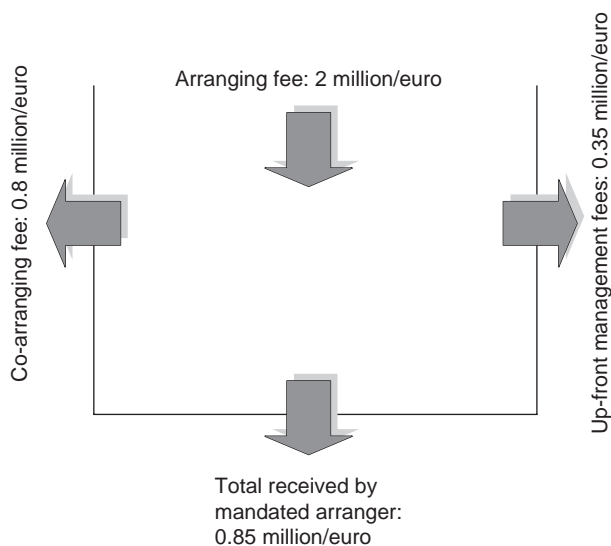 Arranging fee: 2 million/euro
Co-arranging fee: 0.8 million/euro
Up-front management fees: 0.35 million/euro
Total received by
mandated arranger:
0.85 million/euro